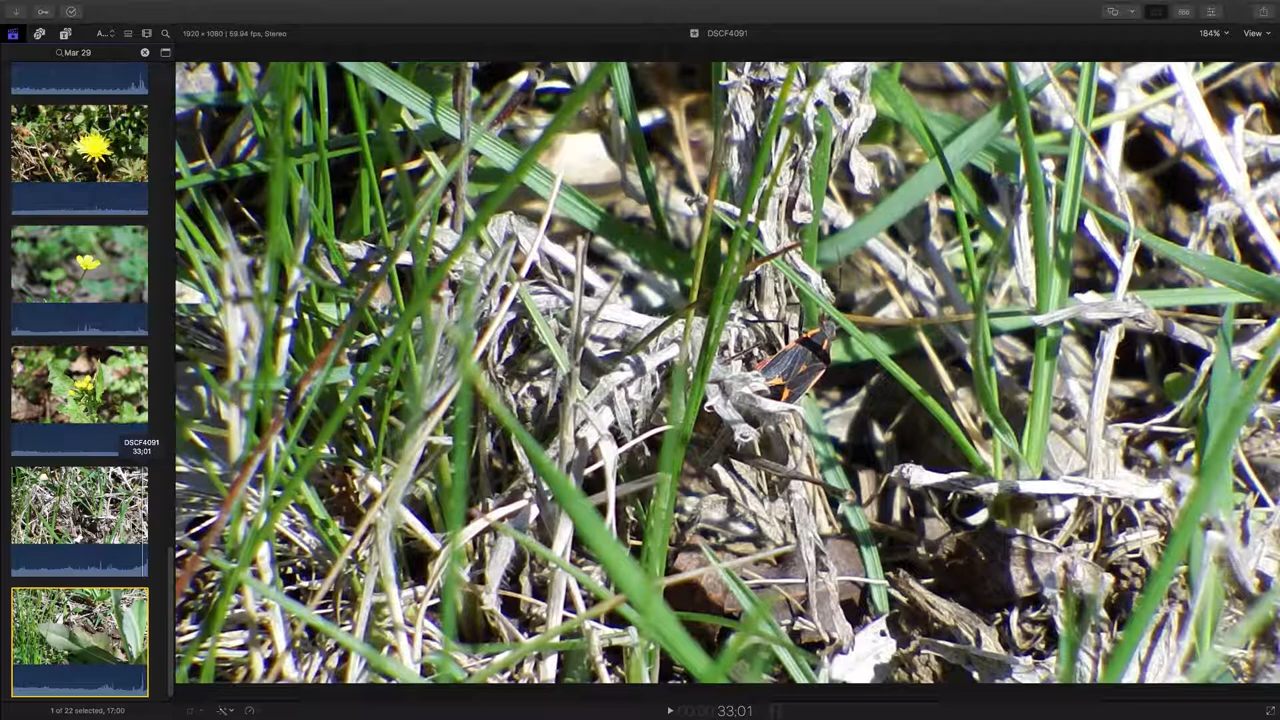 A...
1920 × 1080 | 59.94 fps, Stereo
DSCF4091
184%
View
Mar 29
DSCF4091
33;01
1 of 22 selected, 17;00
33;01